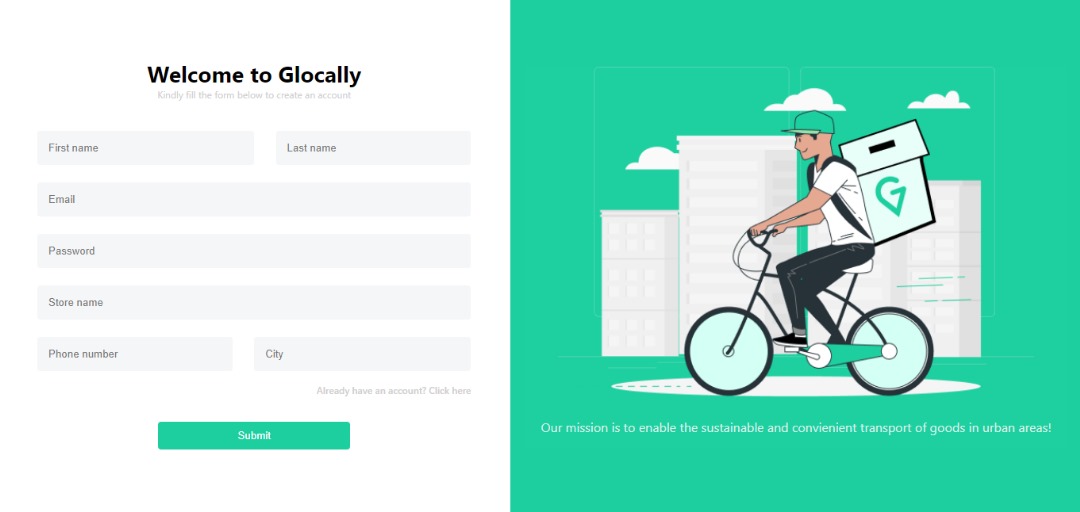 Welcome to Glocally
Kindly fill the form below to create an account
First name
Last name
Email
Password
Store name
Phone number
City
Already have an account? Click here
Submit
Our mission is to enable the sustainable and convienient transport of goods in urban areas!